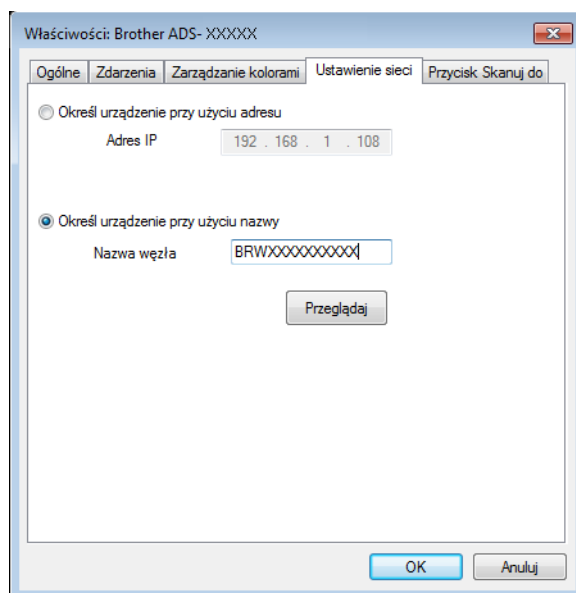 Właściwości: Brother ADS- XXXXX
Ogólne Zdarzenia Zarządzanie kolorami Ustawienie sieci Przycisk Skanuj do
Określ urządzenie przy użyciu adresu
Adres IP 192 . 168 . 1 . 108
Określ urządzenie przy użyciu nazwy
Nazwa węzła BRWXXXXXXXXXX
Przeglądaj
OK Anuluj